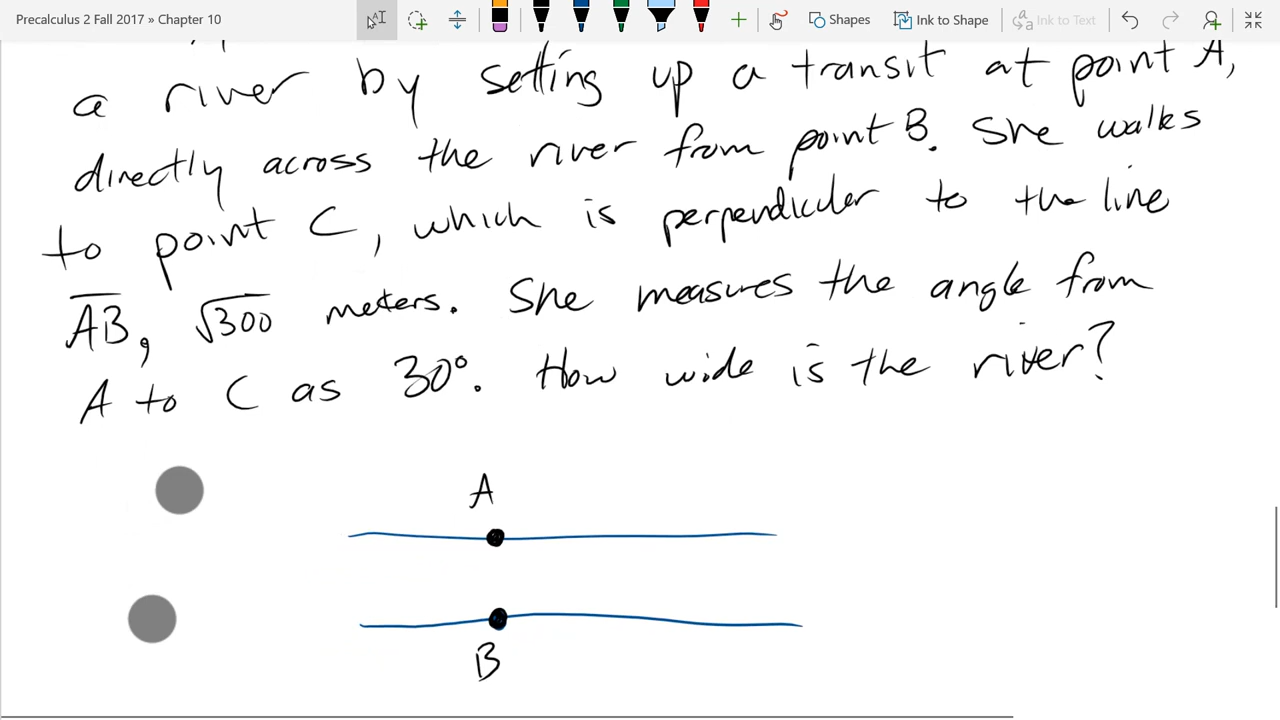 Precalculus 2 Fall 2017 » Chapter 10
Shapes
Ink to Shape
Ink to Text
a river by setting up a transit at point A,
directly across the river from point B. She walks
to point C, which is perpendicular to the line
AB, √300 meters. She measures the angle from
A to C as 30°. How wide is the river?
A
B